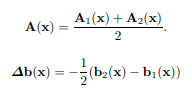 A(x) = A₁(x) + A₂(x) / 2.
Δb(x) = −1/2 (b₂(x) − b₁(x))